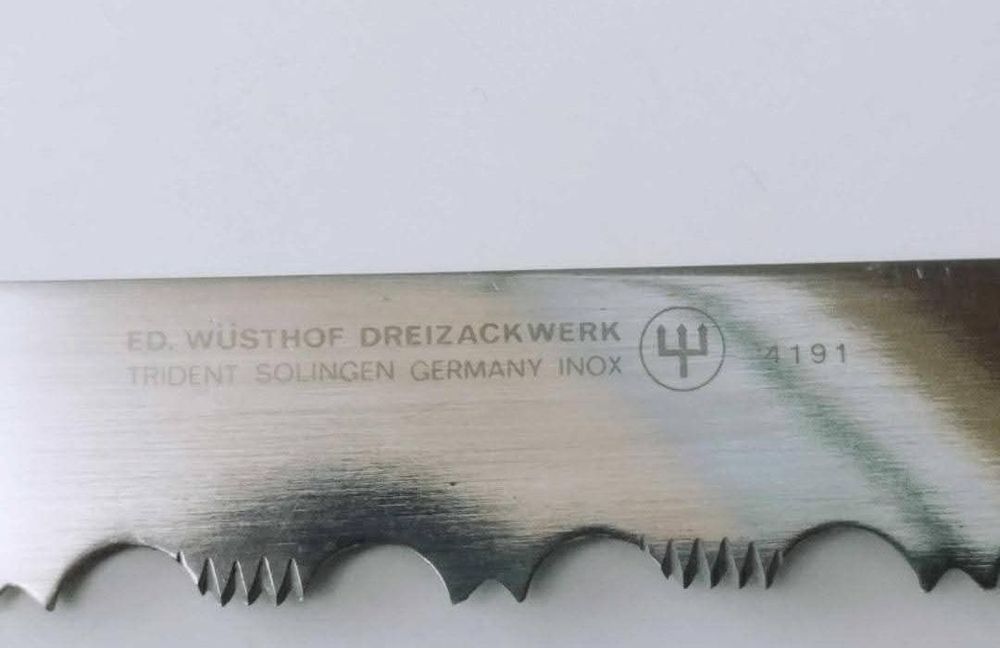 ED. WÜSTHOF DREIZACKWERK
TRIDENT SOLINGEN GERMANY INOX
4191